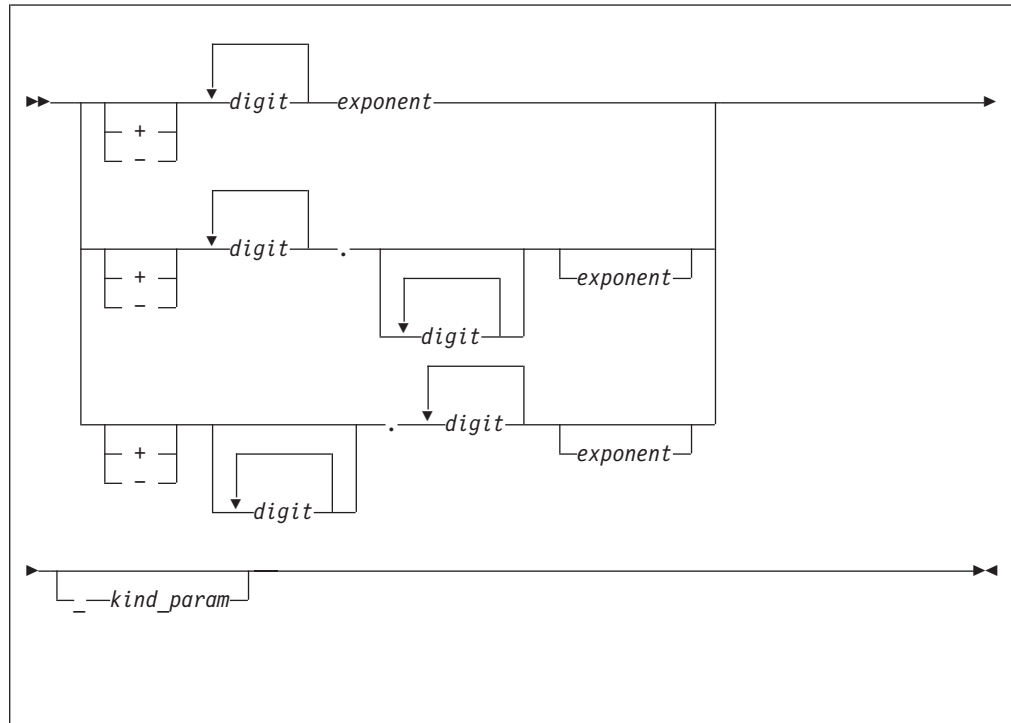 digit exponent
+
−
digit .
+ exponent
−
digit
. digit
+ exponent
−
digit
_ kind_param